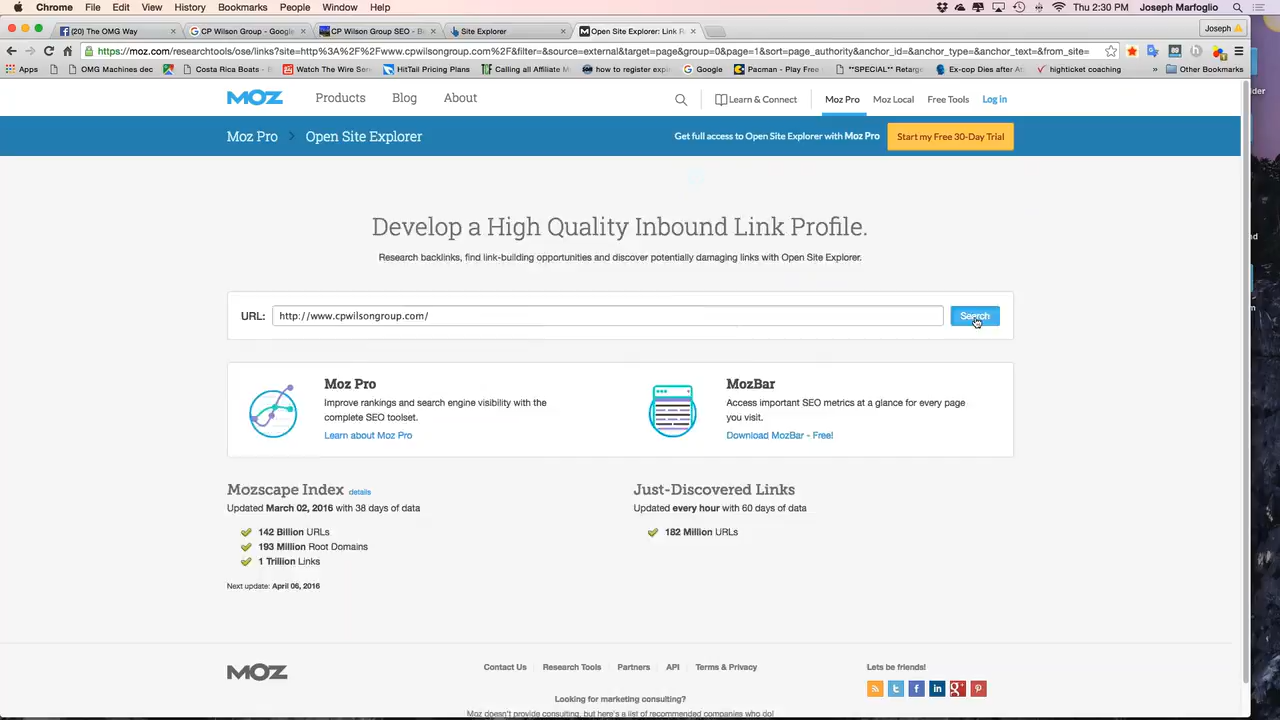 Chrome File Edit View History Bookmarks People Window Help Thu 2:30 PM Joseph Marfoglio
(20) The OMG Way
CP Wilson Group - Google
CP Wilson Group SEO - B
Site Explorer
Open Site Explorer: Link R
Joseph
https://moz.com/researchtools/ose/links?site=http%3A%2F%2Fwww.cpwilsongroup.com%2F&filter=&source=external&target=page&group=0&page=1&sort=page_authority&anchor_id=&anchor_type=&anchor_text=&from_site=
Apps OMG Machines dec Costa Rica Boats - Watch The Wire Ser HitTail Pricing Plans Calling all Affiliate M how to register exp Google Pacman - Play Free **SPECIAL** Retarg Ex-cop Dies after At highticket coaching » Other Bookmarks
MOZ Products Blog About Learn & Connect Moz Pro Moz Local Free Tools Log in
Moz Pro > Open Site Explorer Get full access to Open Site Explorer with Moz Pro Start my Free 30-Day Trial
Develop a High Quality Inbound Link Profile.
Research backlinks, find link-building opportunities and discover potentially damaging links with Open Site Explorer.
URL: http://www.cpwilsongroup.com/ Search
Moz Pro
Improve rankings and search engine visibility with the
complete SEO toolset.
Learn about Moz Pro
MozBar
Access important SEO metrics at a glance for every page
you visit.
Download MozBar - Free!
Mozscape Index details
Updated March 02, 2016 with 38 days of data
142 Billion URLs
193 Million Root Domains
1 Trillion Links
Next update: April 06, 2016
Just-Discovered Links
Updated every hour with 60 days of data
182 Million URLs
MOZ
Contact Us Research Tools Partners API Terms & Privacy
Looking for marketing consulting?
Moz doesn't provide consulting, but here's a list of recommended companies who do!
Lets be friends!